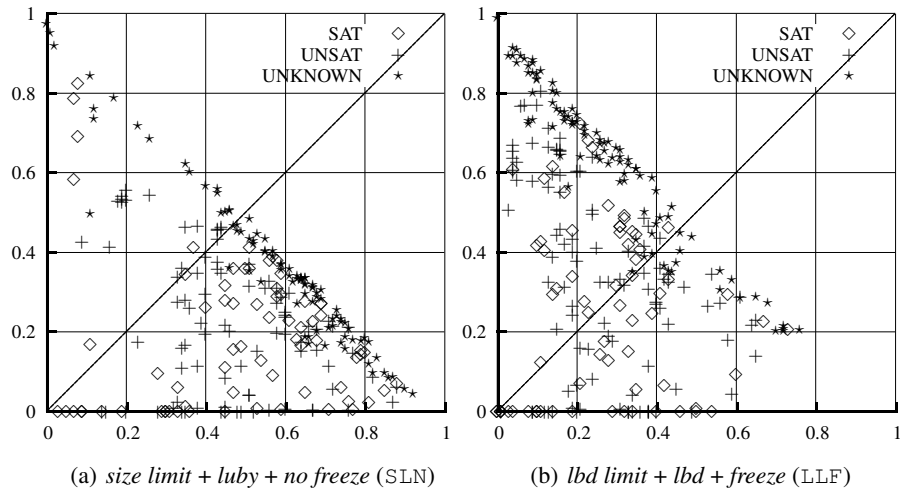 1
0.8
0.6
0.4
0.2
0
0 0.2 0.4 0.6 0.8 1
SAT
UNSAT
UNKNOWN
(a) size limit + luby + no freeze (SLN)
1
0.8
0.6
0.4
0.2
0
0 0.2 0.4 0.6 0.8 1
SAT
UNSAT
UNKNOWN
(b) lbd limit + lbd + freeze (LLF)